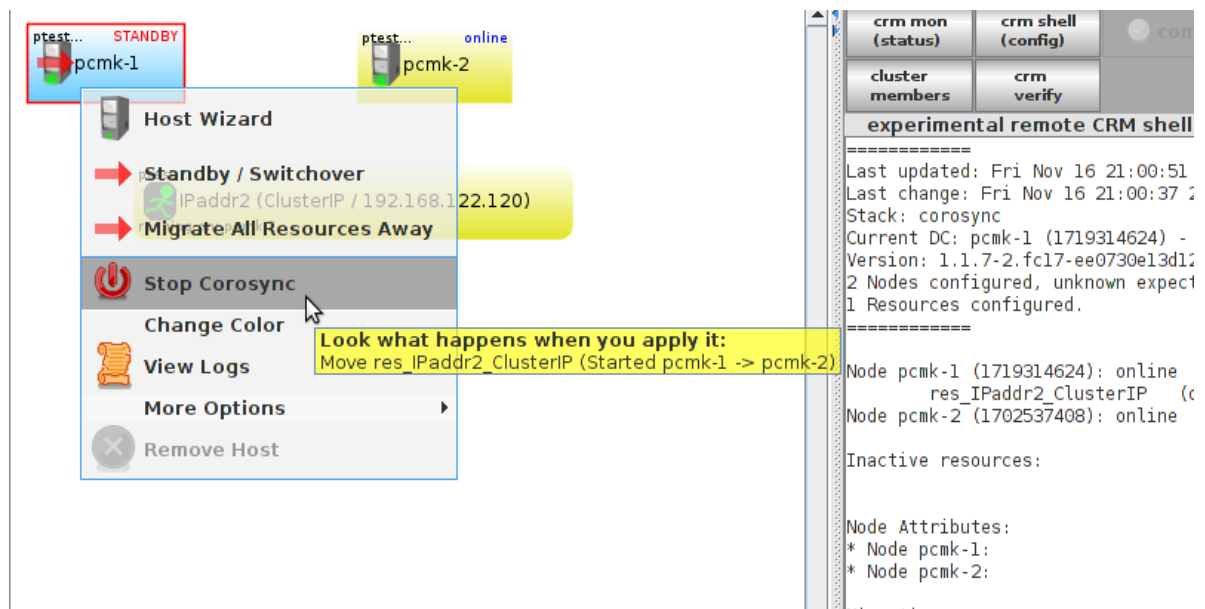 ptest... STANDBY
pcmk-1
ptest... online
pcmk-2
Host Wizard
Standby / Switchover
IPaddr2 (ClusterIP / 192.168.122.120)
Migrate All Resources Away
Stop Corosync
Change Color
Look what happens when you apply it:
Move res_IPaddr2_ClusterIP (Started pcmk-1 -> pcmk-2)
View Logs
More Options
Remove Host
crm mon
(status)
crm shell
(config)
com
cluster
members
crm
verify
experimental remote CRM shell
============
Last updated: Fri Nov 16 21:00:51
Last change: Fri Nov 16 21:00:37 2
Stack: corosync
Current DC: pcmk-1 (1719314624) -
Version: 1.1.7-2.fc17-ee0730e13d12
2 Nodes configured, unknown expect
1 Resources configured.
============
Node pcmk-1 (1719314624): online
res_IPaddr2_ClusterIP (o
Node pcmk-2 (1702537408): online
Inactive resources:
Node Attributes:
* Node pcmk-1:
* Node pcmk-2: